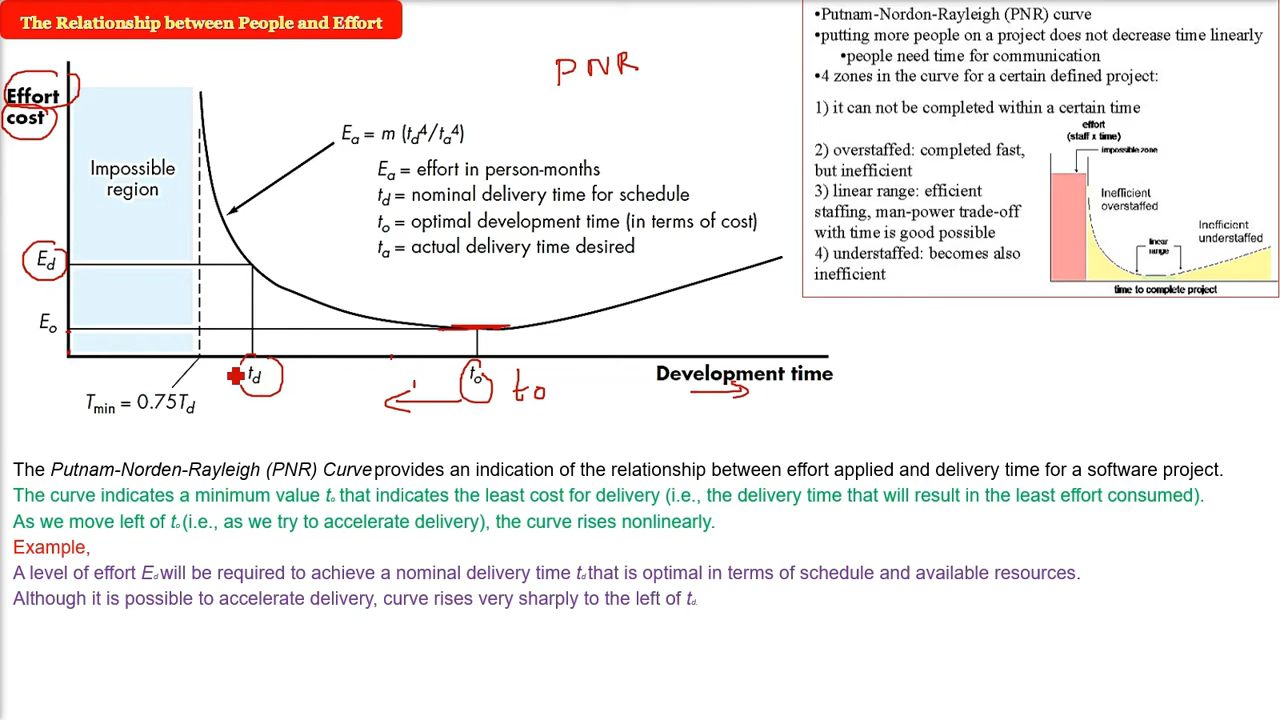 The Relationship between People and Effort
PNR
Effort
cost
Impossible
region
Ea = m (td4/ta4)
Ea = effort in person-months
td = nominal delivery time for schedule
to = optimal development time (in terms of cost)
ta = actual delivery time desired
Ed
Eo
td
to
to
Development time
Tmin = 0.75Td
•Putnam-Nordon-Rayleigh (PNR) curve
•putting more people on a project does not decrease time linearly
•people need time for communication
•4 zones in the curve for a certain defined project:
1) it can not be completed within a certain time
2) overstaffed: completed fast,
but inefficient
3) linear range: efficient
staffing, man-power trade-off
with time is good possible
4) understaffed: becomes also
inefficient
effort
(staff x time)
impossible zone
Inefficient
overstaffed
Inefficient
understaffed
linear
range
time to complete project
The Putnam-Norden-Rayleigh (PNR) Curve provides an indication of the relationship between effort applied and delivery time for a software project.
The curve indicates a minimum value to that indicates the least cost for delivery (i.e., the delivery time that will result in the least effort consumed).
As we move left of to (i.e., as we try to accelerate delivery), the curve rises nonlinearly.
Example,
A level of effort Ed will be required to achieve a nominal delivery time td that is optimal in terms of schedule and available resources.
Although it is possible to accelerate delivery, curve rises very sharply to the left of td.